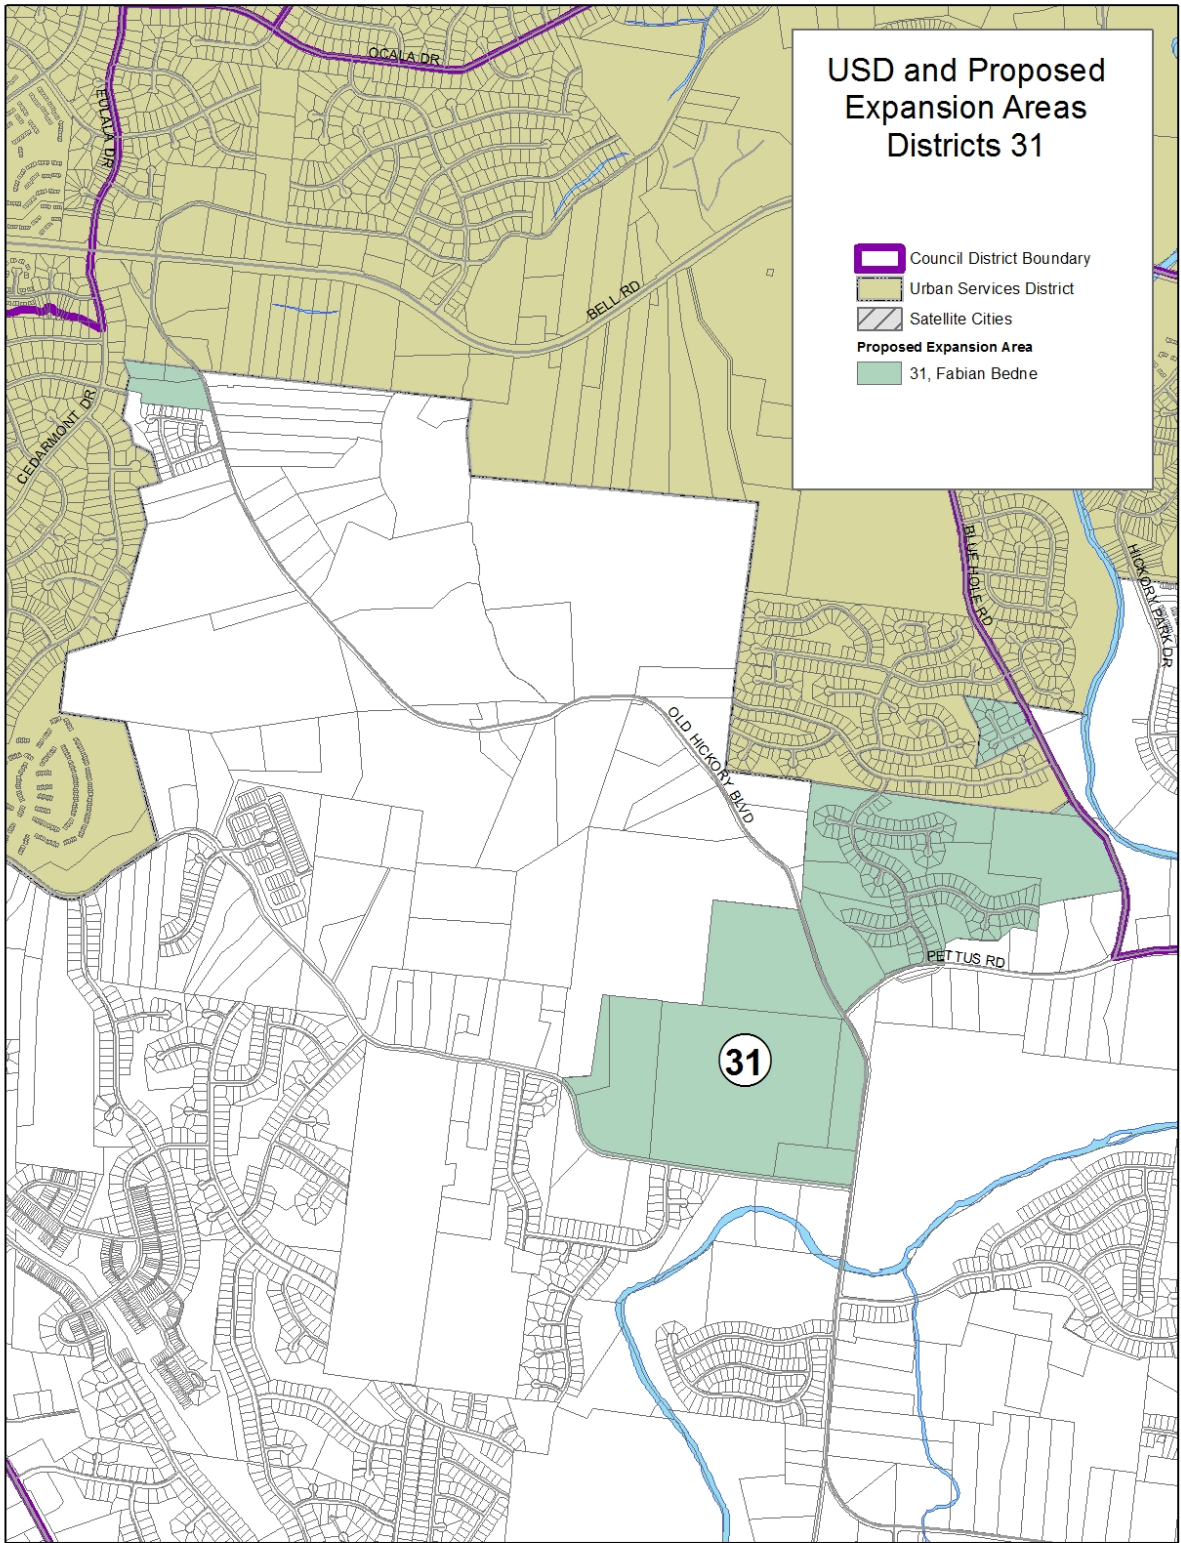 USD and Proposed
Expansion Areas
Districts 31
Council District Boundary
Urban Services District
Satellite Cities
Proposed Expansion Area
31, Fabian Bedne
OCALA DR
EULALA DR
BELL RD
CEDARMONT DR
BLUE HOLE RD
HICKORY PARK DR
OLD HICKORY BLVD
PETTUS RD
31